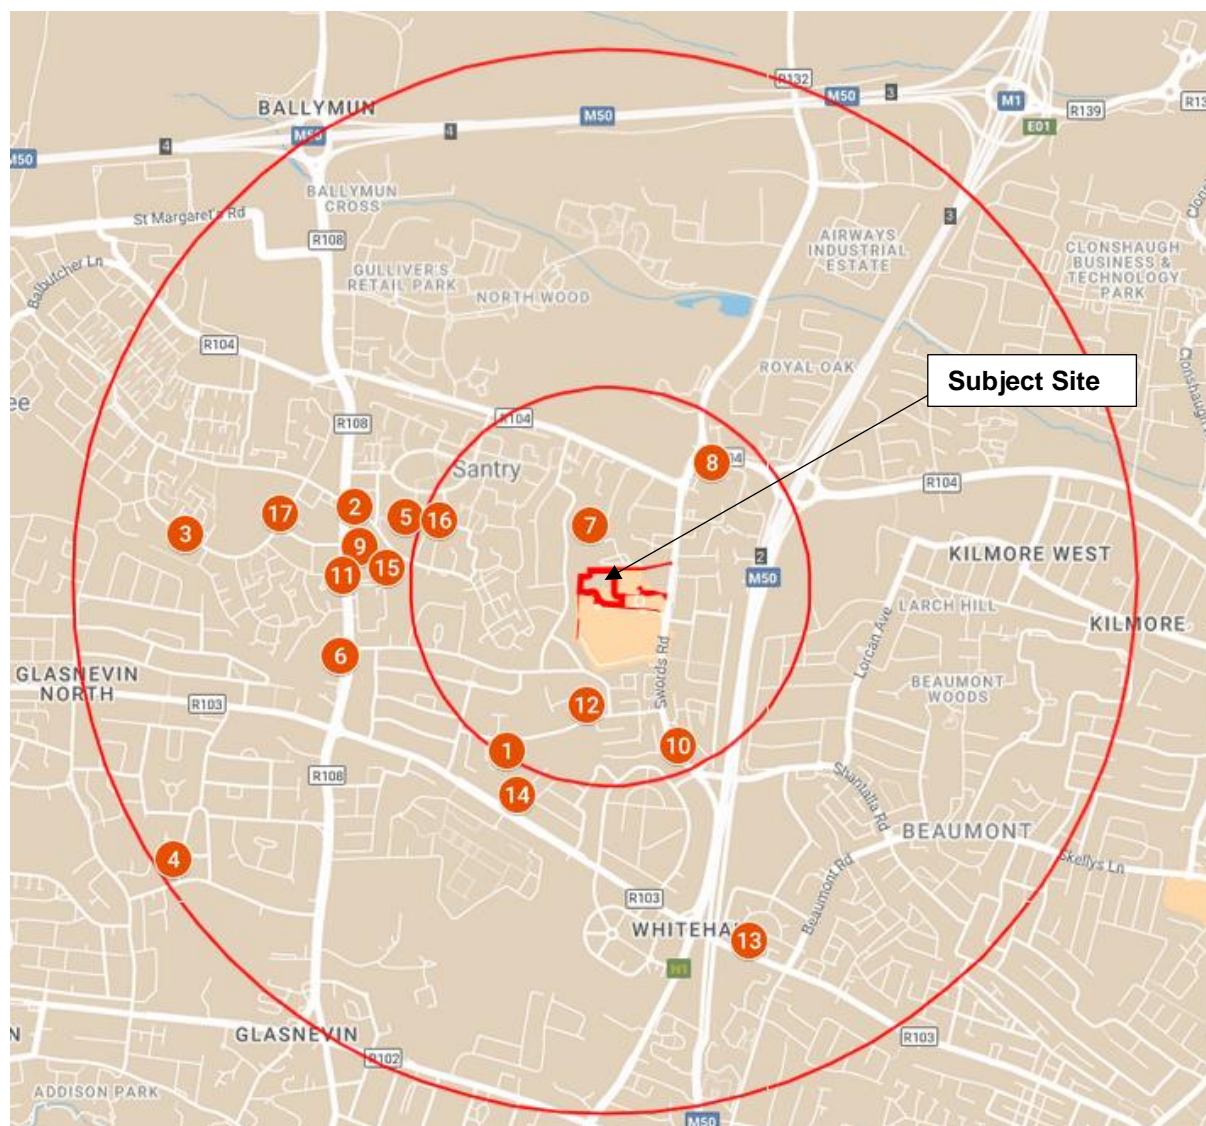 R132
M50
3
M1
R139
E01
BALLYMUN
M50
4
M50
4
BALLYMUN
CROSS
St Margaret's Rd
R108
3
AIRWAYS
INDUSTRIAL
ESTATE
CLONSHAUGH
BUSINESS &
TECHNOLOGY
PARK
Balbutcher Ln
GULLIVER'S
RETAIL PARK
NORTH WOOD
R104
ROYAL OAK
Subject Site
R108
R104
Santry
8
R104
17
2
5
16
7
3
9
15
11
2
M50
KILMORE WEST
LARCH HILL
KILMORE
Lorcan Ave
6
GLASNEVIN
NORTH
R103
Swords Rd
BEAUMONT
WOODS
12
10
1
14
R108
Shantalla Rd
BEAUMONT
Skellys Ln
4
Beaumont Rd
R103
13
N1
GLASNEVIN
R102
R103
ADDISON PARK
M50